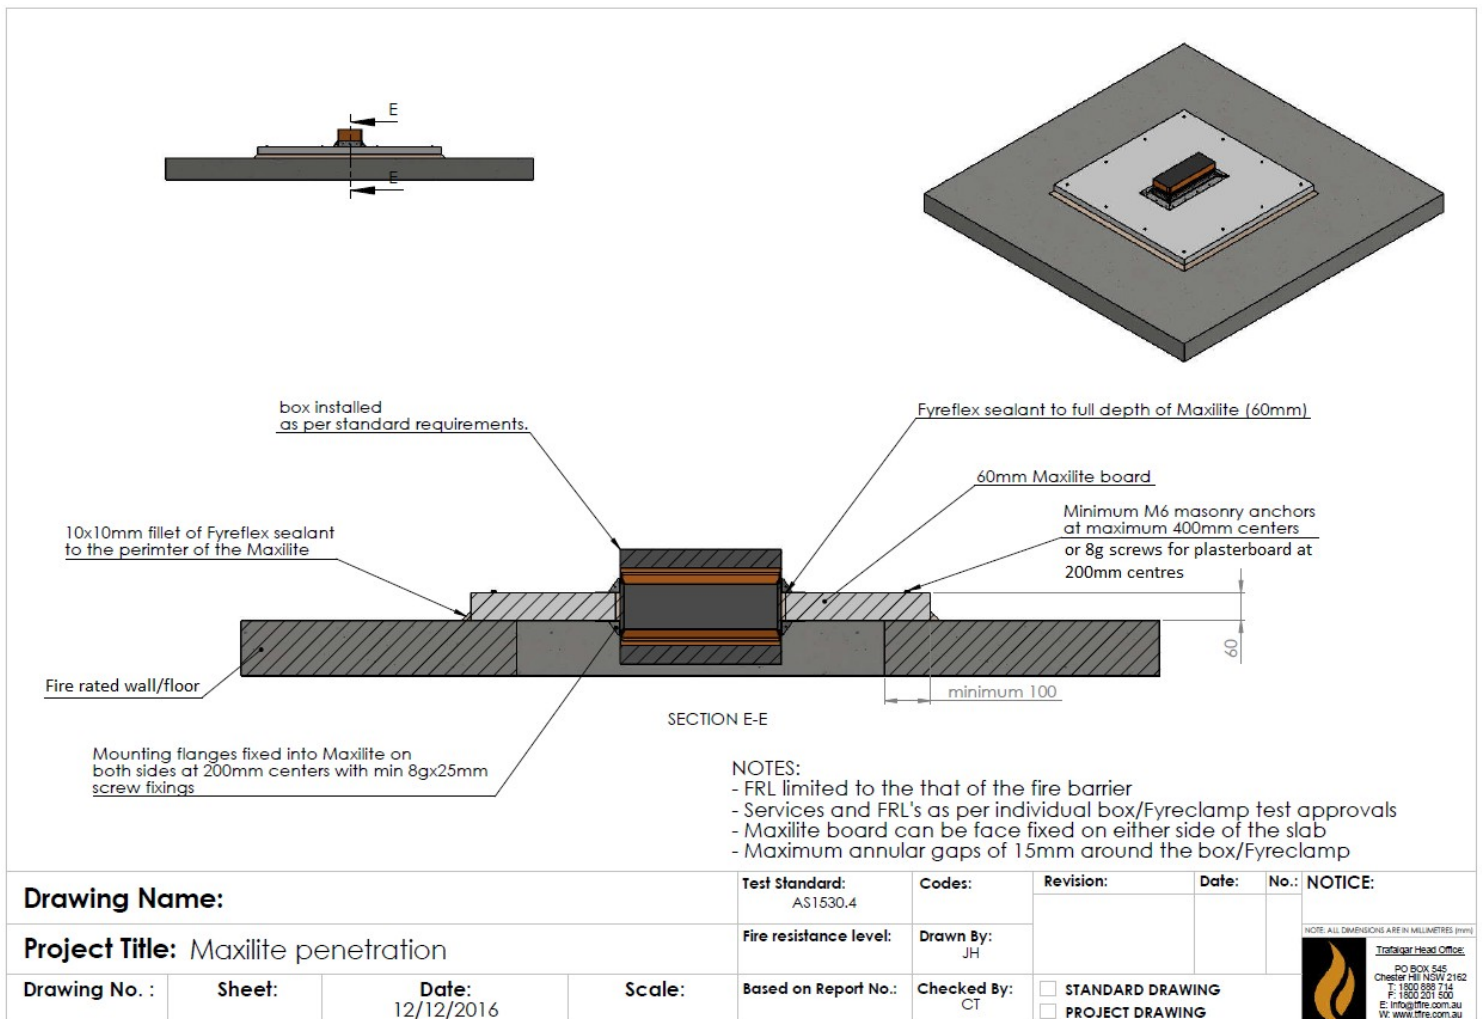 E
E
box installed
as per standard requirements.
Fyreflex sealant to full depth of Maxilite (60mm)
60mm Maxilite board
10x10mm fillet of Fyreflex sealant
to the perimter of the Maxilite
Minimum M6 masonry anchors
at maximum 400mm centers
or 8g screws for plasterboard at
200mm centres
60
Fire rated wall/floor
minimum 100
SECTION E-E
Mounting flanges fixed into Maxilite on
both sides at 200mm centers with min 8gx25mm
screw fixings
NOTES:
- FRL limited to the that of the fire barrier
- Services and FRL's as per individual box/Fyreclamp test approvals
- Maxilite board can be face fixed on either side of the slab
- Maximum annular gaps of 15mm around the box/Fyreclamp
Drawing Name:
Test Standard:
AS1530.4
Codes:
Revision:
Date:
No.:
NOTICE:
Project Title: Maxilite penetration
Fire resistance level:
Drawn By:
JH
NOTE: ALL DIMENSIONS ARE IN MILLIMETRES (mm)
Drawing No. :
Sheet:
Date:
12/12/2016
Scale:
Based on Report No.:
Checked By:
CT
STANDARD DRAWING
PROJECT DRAWING
Trafalgar Head Office:
PO BOX 545
Chester Hill NSW 2162
T: 1800 888 714
F: 1800 201 500
E: info@tfire.com.au
W: www.tfire.com.au